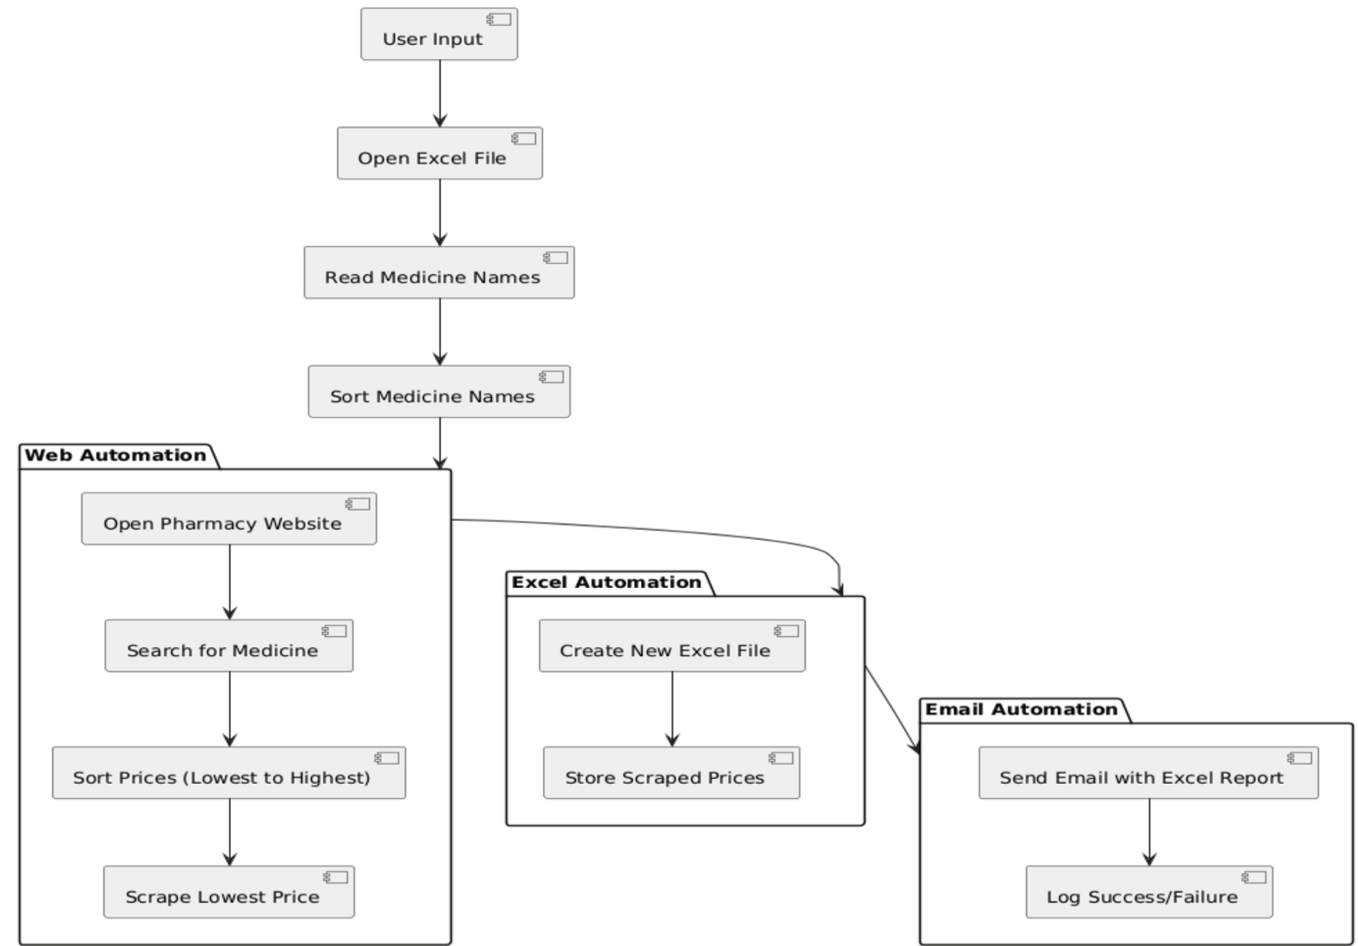 User Input
Open Excel File
Read Medicine Names
Sort Medicine Names
Web Automation
Open Pharmacy Website
Search for Medicine
Sort Prices (Lowest to Highest)
Scrape Lowest Price
Excel Automation
Create New Excel File
Store Scraped Prices
Email Automation
Send Email with Excel Report
Log Success/Failure